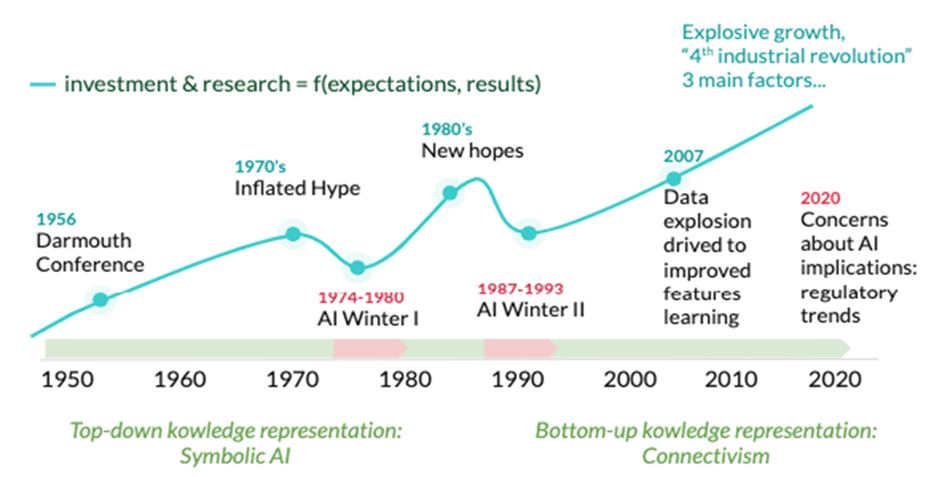 Explosive growth,
“4th industrial revolution”
3 main factors...
investment & research = f(expectations, results)
1980's
New hopes
1970's
Inflated Hype
2007
Data
explosion
drived to
improved
features
learning
2020
Concerns
about AI
implications:
regulatory
trends
1956
Darmouth
Conference
1974-1980
AI Winter I
1987-1993
AI Winter II
1950 1960 1970 1980 1990 2000 2010 2020
Top-down kowledge representation:
Symbolic AI
Bottom-up kowledge representation:
Connectivism